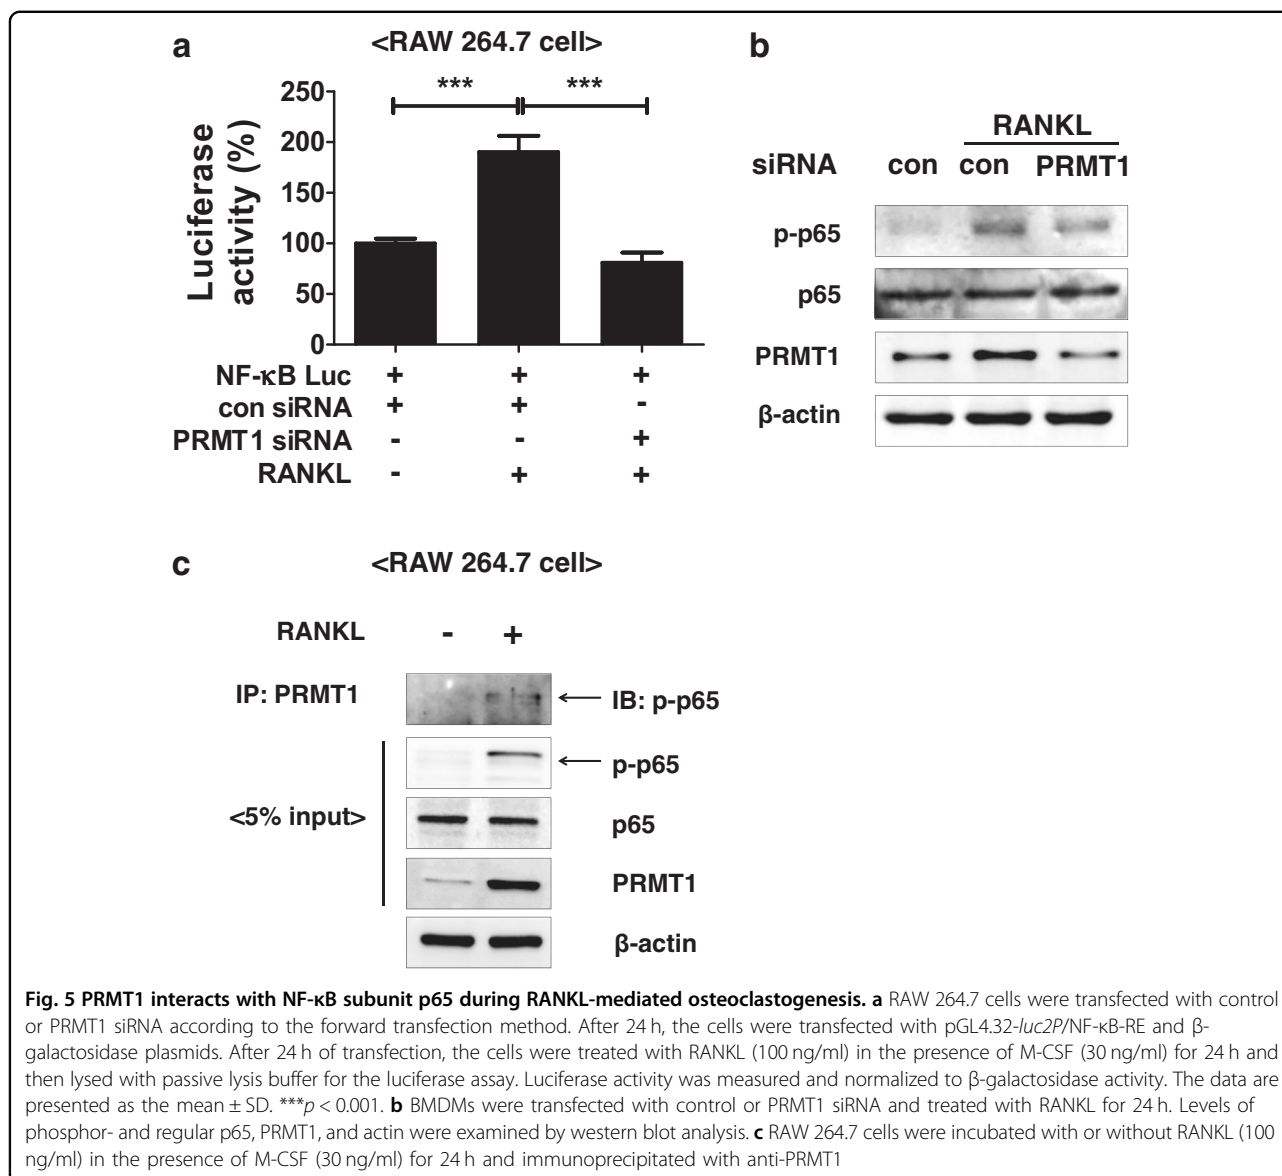 a
<RAW 264.7 cell>
***
***
Luciferase
activity (%)
250
200
150
100
50
0
NF-κB Luc + + +
con siRNA + + -
PRMT1 siRNA - - +
RANKL - + +
b
RANKL
siRNA con con PRMT1
p-p65
p65
PRMT1
β-actin
c
<RAW 264.7 cell>
RANKL - +
IP: PRMT1
IB: p-p65
<5% input>
p-p65
p65
PRMT1
β-actin
Fig. 5 PRMT1 interacts with NF-κB subunit p65 during RANKL-mediated osteoclastogenesis. a RAW 264.7 cells were transfected with control
or PRMT1 siRNA according to the forward transfection method. After 24 h, the cells were transfected with pGL4.32-luc2P/NF-κB-RE and β-
galactosidase plasmids. After 24 h of transfection, the cells were treated with RANKL (100 ng/ml) in the presence of M-CSF (30 ng/ml) for 24 h and
then lysed with passive lysis buffer for the luciferase assay. Luciferase activity was measured and normalized to β-galactosidase activity. The data are
presented as the mean ± SD. ***p < 0.001. b BMDMs were transfected with control or PRMT1 siRNA and treated with RANKL for 24 h. Levels of
phosphor- and regular p65, PRMT1, and actin were examined by western blot analysis. c RAW 264.7 cells were incubated with or without RANKL (100
ng/ml) in the presence of M-CSF (30 ng/ml) for 24 h and immunoprecipitated with anti-PRMT1